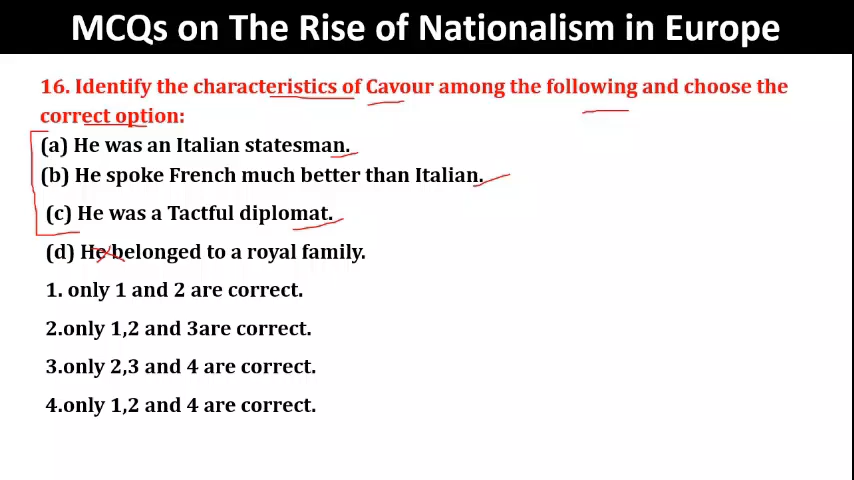 MCQs on The Rise of Nationalism in Europe
16. Identify the characteristics of Cavour among the following and choose the
correct option:
(a) He was an Italian statesman.
(b) He spoke French much better than Italian.
(c) He was a Tactful diplomat.
(d) He belonged to a royal family.
1. only 1 and 2 are correct.
2.only 1,2 and 3are correct.
3.only 2,3 and 4 are correct.
4.only 1,2 and 4 are correct.